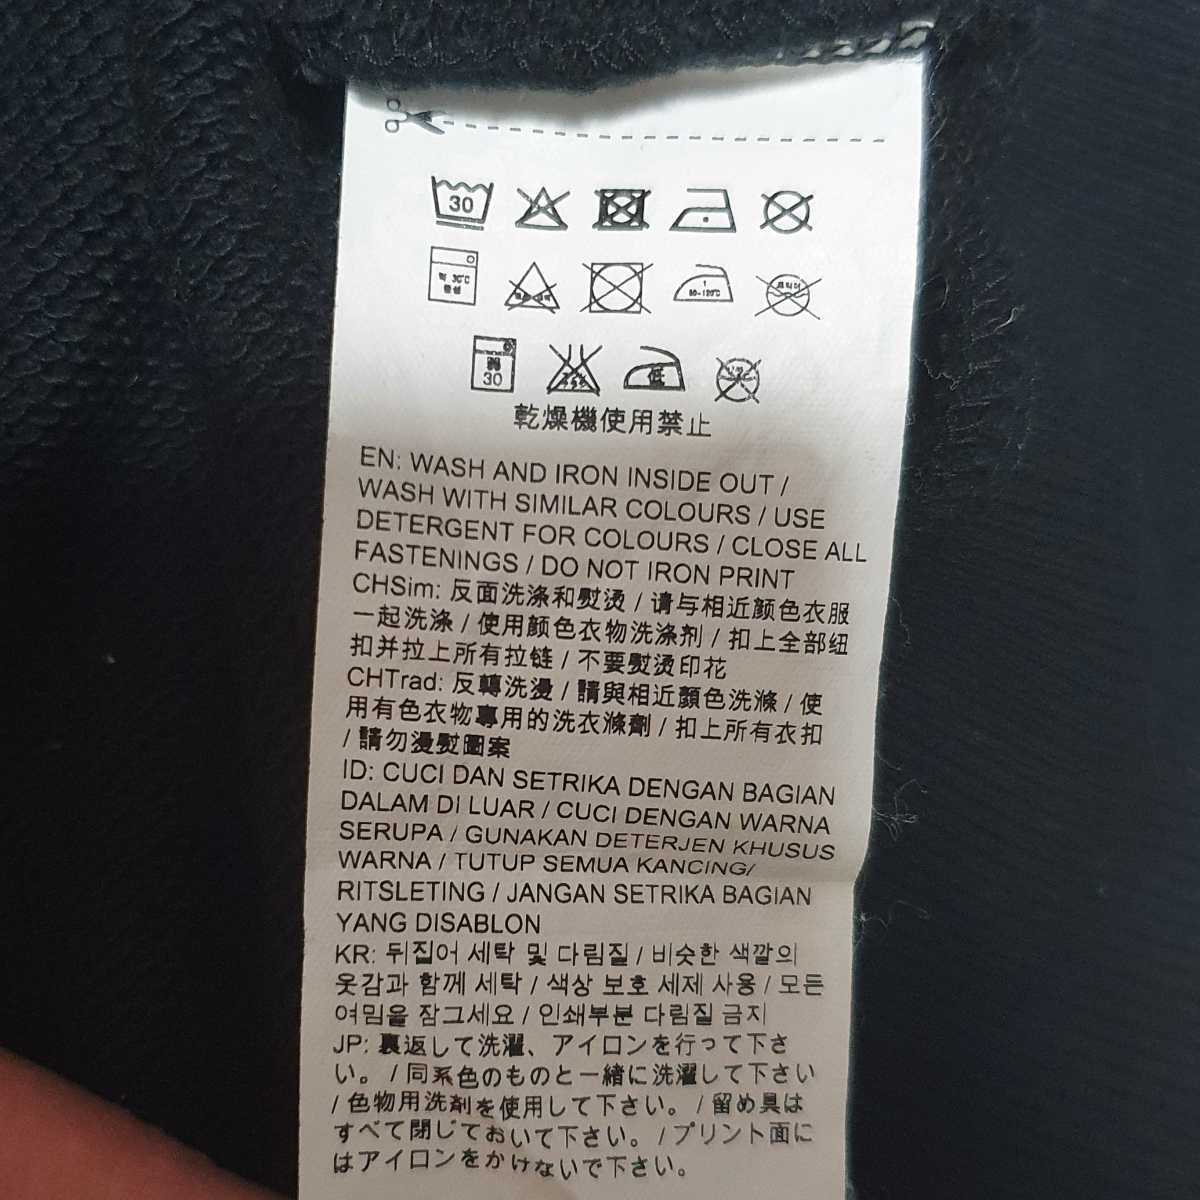 30
30
低
乾燥機使用禁止
EN: WASH AND IRON INSIDE OUT /
WASH WITH SIMILAR COLOURS / USE
DETERGENT FOR COLOURS / CLOSE ALL
FASTENINGS / DO NOT IRON PRINT
CHSim: 反面洗涤和熨烫 / 请与相近颜色衣服
一起洗涤 / 使用颜色衣物洗涤剂 / 扣上全部纽
扣并拉上所有拉链 / 不要熨烫印花
CHTrad: 反轉洗燙 / 請與相近顏色洗滌 / 使
用有色衣物專用的洗衣滌劑 / 扣上所有衣扣
/ 請勿燙熨圖案
ID: CUCI DAN SETRIKA DENGAN BAGIAN
DALAM DI LUAR / CUCI DENGAN WARNA
SERUPA / GUNAKAN DETERJEN KHUSUS
WARNA / TUTUP SEMUA KANCING/
RITSLETING / JANGAN SETRIKA BAGIAN
YANG DISABLON
KR: 뒤집어 세탁 및 다림질 / 비슷한 색깔의
옷감과 함께 세탁 / 색상 보호 세제 사용 / 모든
여밈을 잠그세요 / 인쇄부분 다림질 금지
JP: 裏返して洗濯、アイロンを行って下さ
い。 / 同系色のものと一緒に洗濯して下さい
/ 色物用洗剤を使用して下さい。 / 留め具は
すべて閉じておいて下さい。 / プリント面に
はアイロンをかけないで下さい。